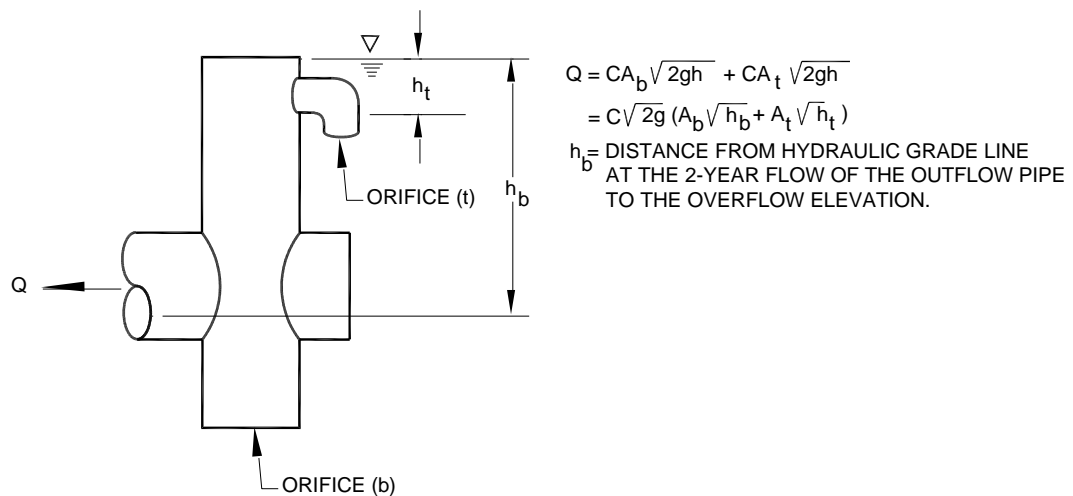 h_t
h_b
ORIFICE (t)
Q
ORIFICE (b)
Q = CA_b √2gh + CA_t √2gh
= C√2g (A_b√h_b + A_t√h_t)
h_b = DISTANCE FROM HYDRAULIC GRADE LINE
AT THE 2-YEAR FLOW OF THE OUTFLOW PIPE
TO THE OVERFLOW ELEVATION.